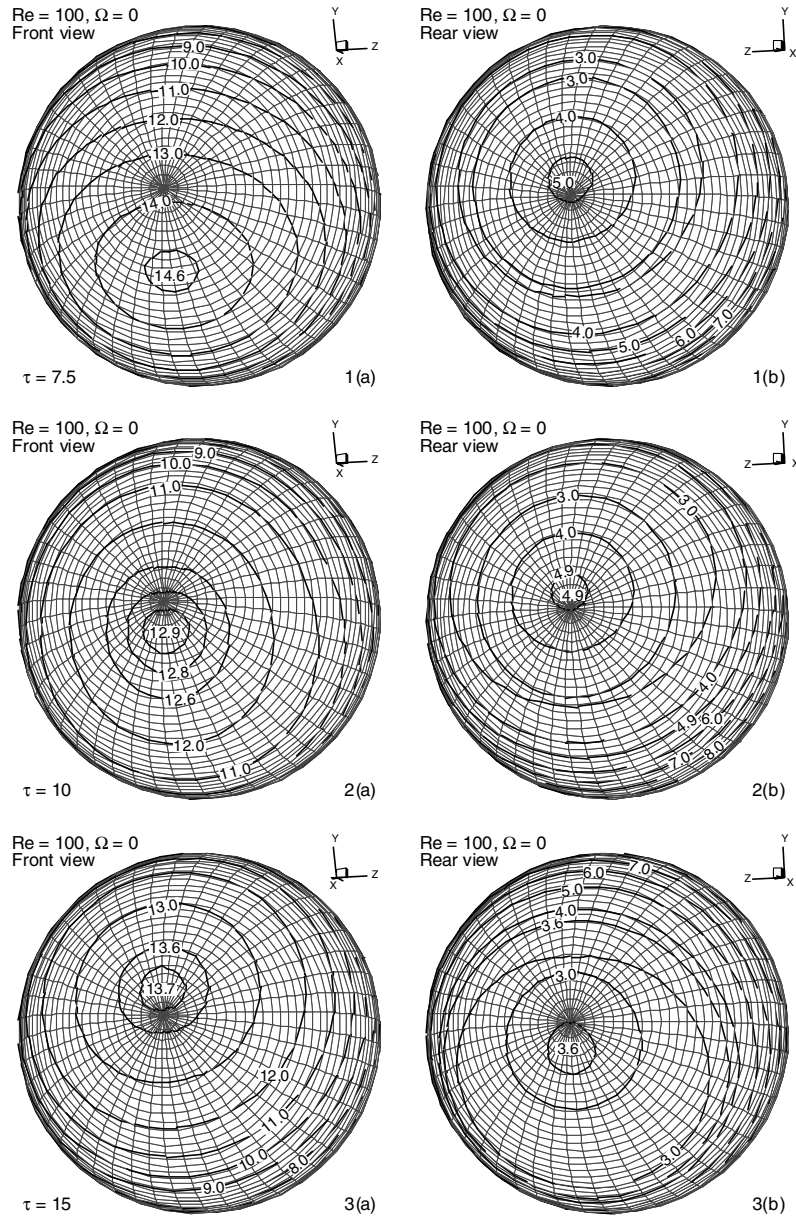 Re = 100, Ω = 0
Front view
Y
Z
X
9.0
10.0
11.0
12.0
13.0
14.0
14.6
τ = 7.5
1(a)
Re = 100, Ω = 0
Rear view
Y
Z
X
3.0
3.0
4.0
5.0
4.0
5.0
6.0
7.0
1(b)
Re = 100, Ω = 0
Front view
Y
Z
X
9.0
10.0
11.0
12.9
12.8
12.6
12.0
11.0
τ = 10
2(a)
Re = 100, Ω = 0
Rear view
Y
Z
X
3.0
3.0
4.0
4.9
4.9
4.0
4.9
6.0
7.0
8.0
2(b)
Re = 100, Ω = 0
Front view
Y
Z
X
13.0
13.6
13.7
12.0
11.0
10.0
9.0
8.0
τ = 15
3(a)
Re = 100, Ω = 0
Rear view
Y
Z
X
7.0
6.0
5.0
4.0
3.6
3.0
3.6
3.0
3(b)